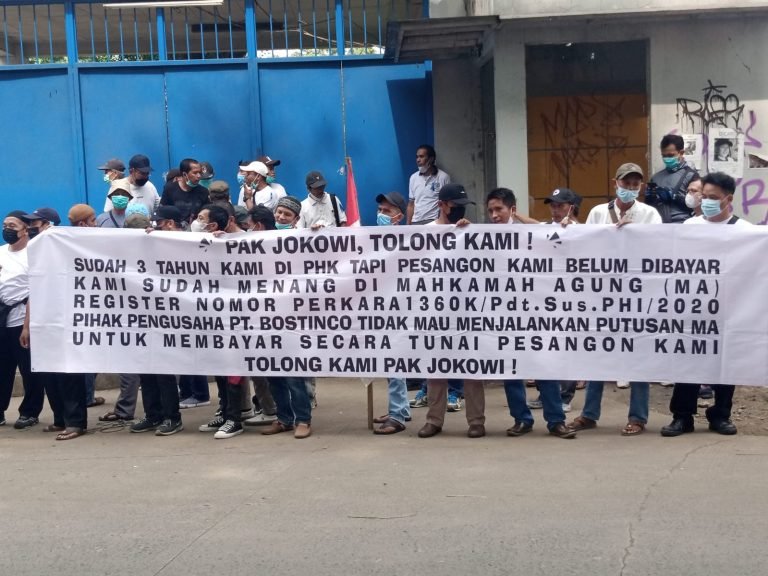 PAK JOKOWI, TOLONG KAMI !
SUDAH 3 TAHUN KAMI DI PHK TAPI PESANGON KAMI BELUM DIBAYAR
KAMI SUDAH MENANG DI MAHKAMAH AGUNG (MA)
REGISTER NOMOR PERKARA1360K/Pdt.Sus.PHI/2020
PIHAK PENGUSAHA PT. BOSTINCO TIDAK MAU MENJALANKAN PUTUSAN MA
UNTUK MEMBAYAR SECARA TUNAI PESANGON KAMI
TOLONG KAMI PAK JOKOWI !